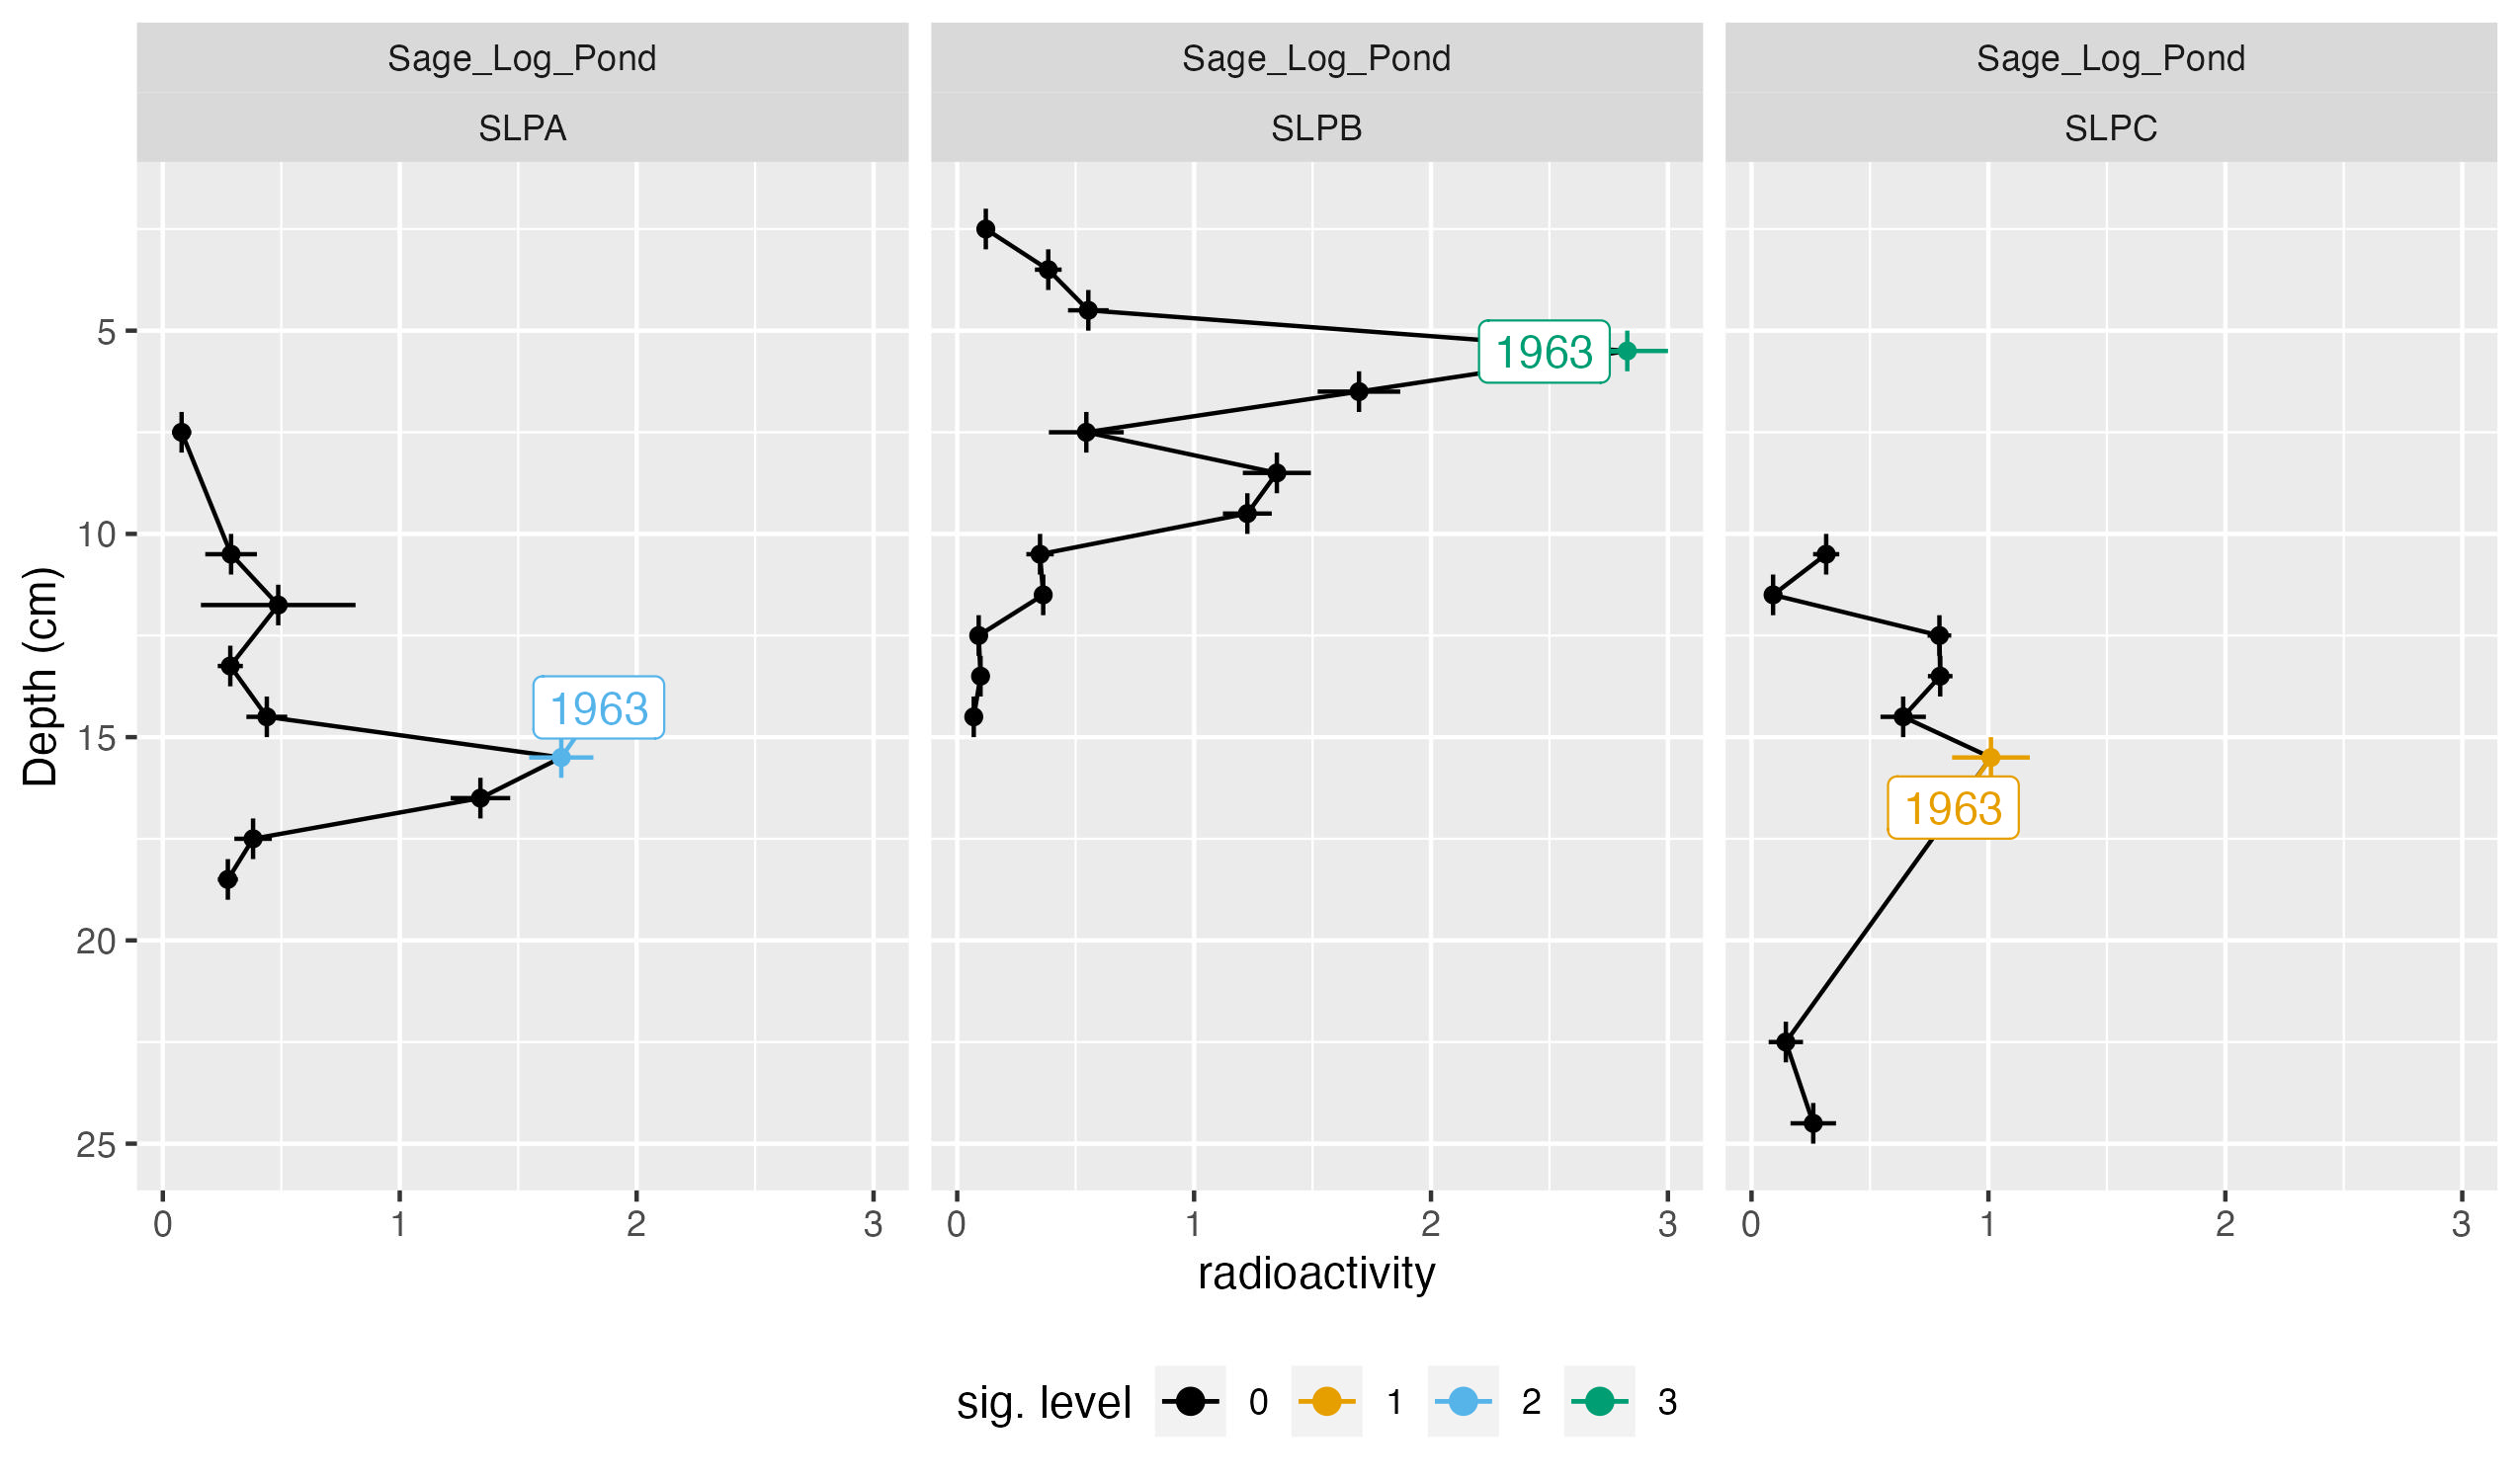 Sage_Log_Pond Sage_Log_Pond Sage_Log_Pond
SLPA SLPB SLPC
5
10
15
20
25
Depth (cm)
1963
1963
1963
0 1 2 3 0 1 2 3 0 1 2 3
radioactivity
sig. level 0 1 2 3